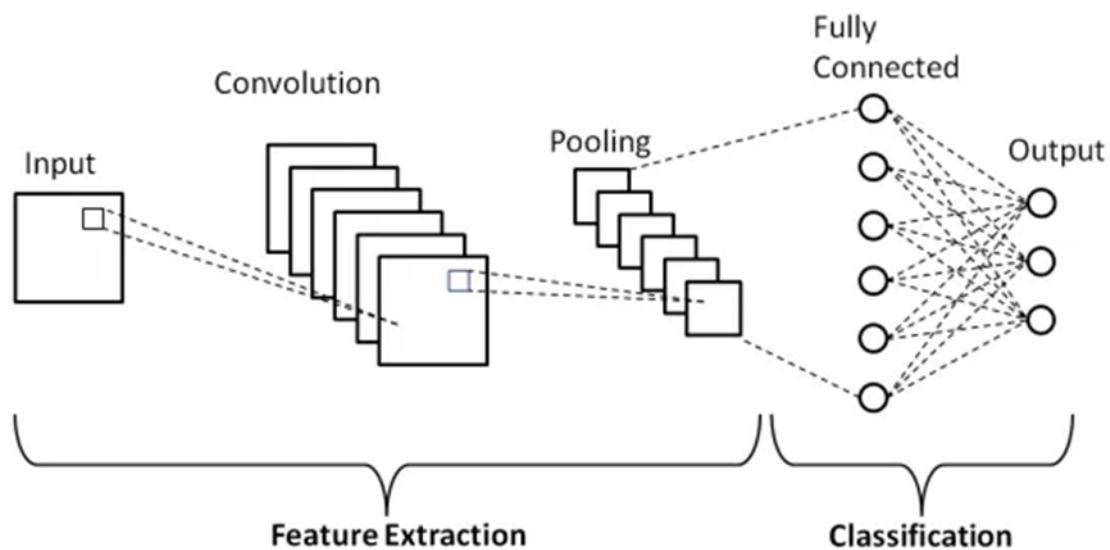 Input
Convolution
Pooling
Fully
Connected
Output
Feature Extraction
Classification